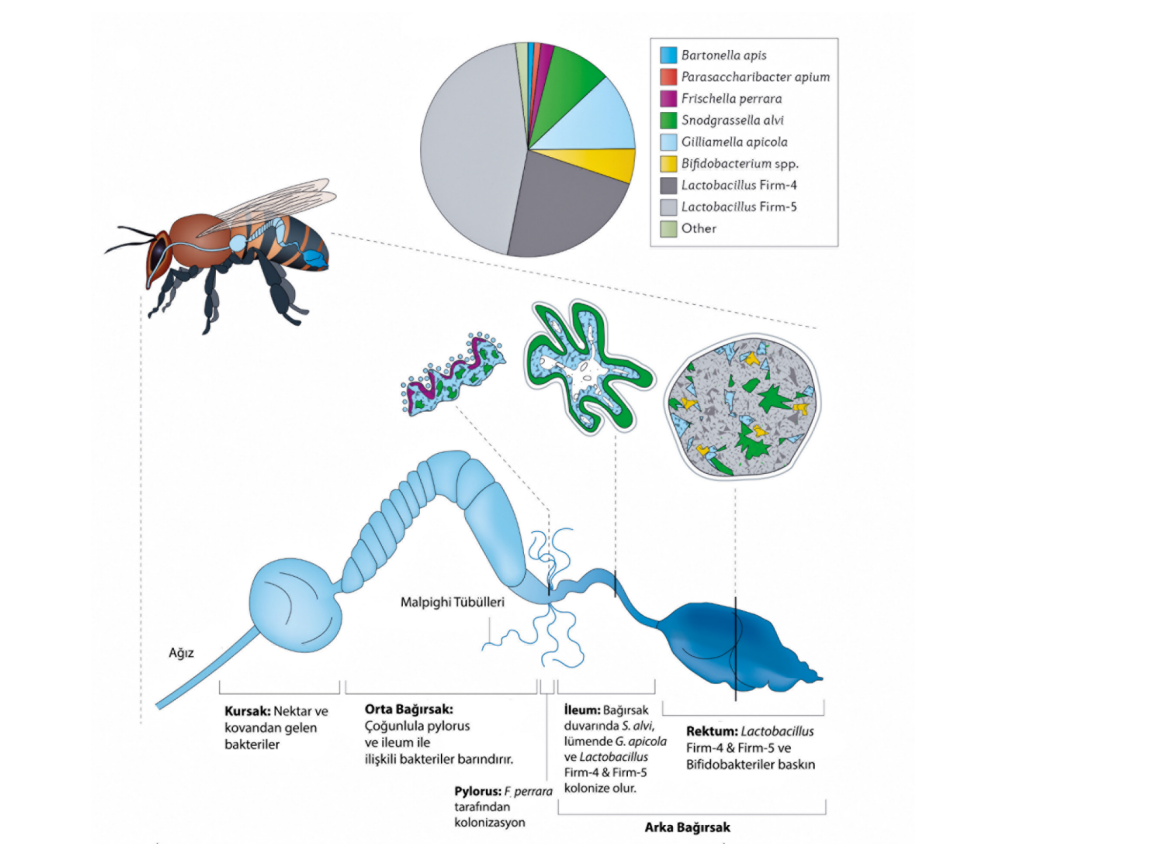 Bartonella apis
Parasaccharibacter apium
Frischella perrara
Snodgrassella alvi
Gilliamella apicola
Bifidobacterium spp.
Lactobacillus Firm-4
Lactobacillus Firm-5
Other
Malpighi Tübülleri
Ağız
Kursak: Nektar ve
kovandan gelen
bakteriler
Orta Bağırsak:
Çoğunlula pylorus
ve ileum ile
ilişkili bakteriler barındırır.
Pylorus: F. perrara
tarafından
kolonizasyon
İleum: Bağırsak
duvarında S. alvi,
lümende G. apicola
ve Lactobacillus
Firm-4 & Firm-5
kolonize olur.
Rektum: Lactobacillus
Firm-4 & Firm-5 ve
Bifidobakteriler baskın
Arka Bağırsak